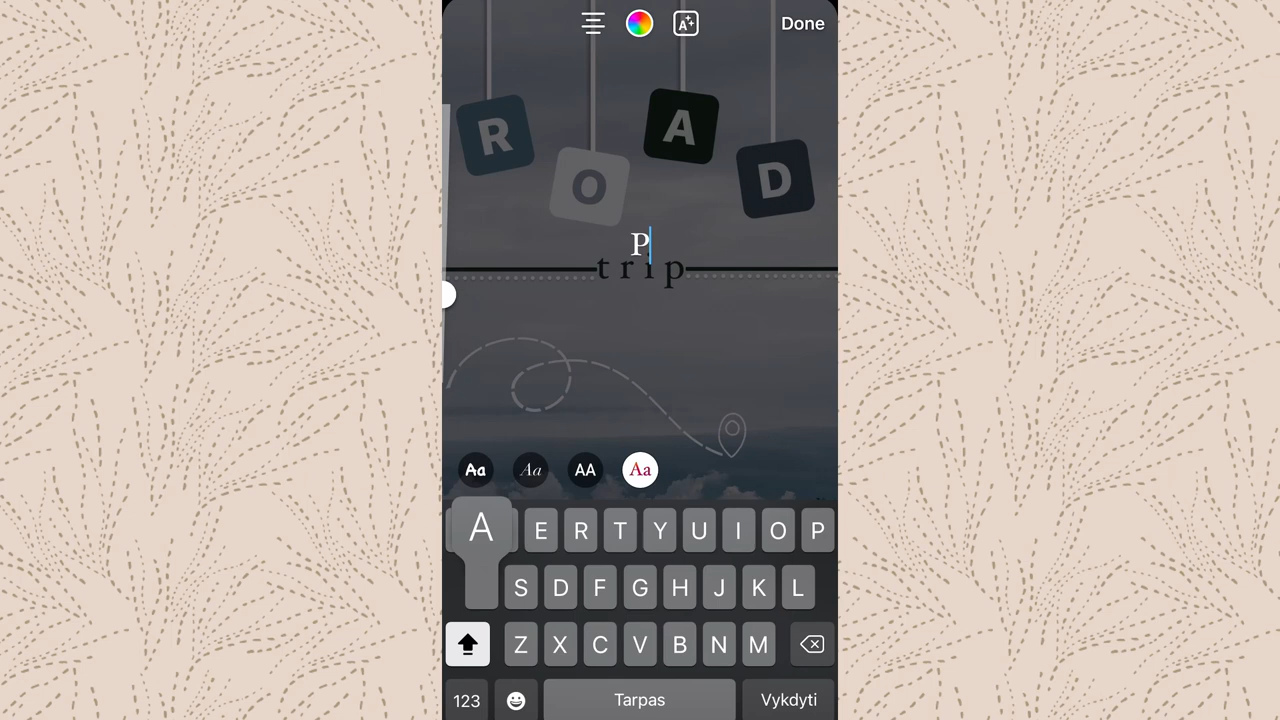 Done
R
O
A
D
P
trip
Aa Aa AA Aa
A E R T Y U I O P
S D F G H J K L
Z X C V B N M
123 Tarpas Vykdyti